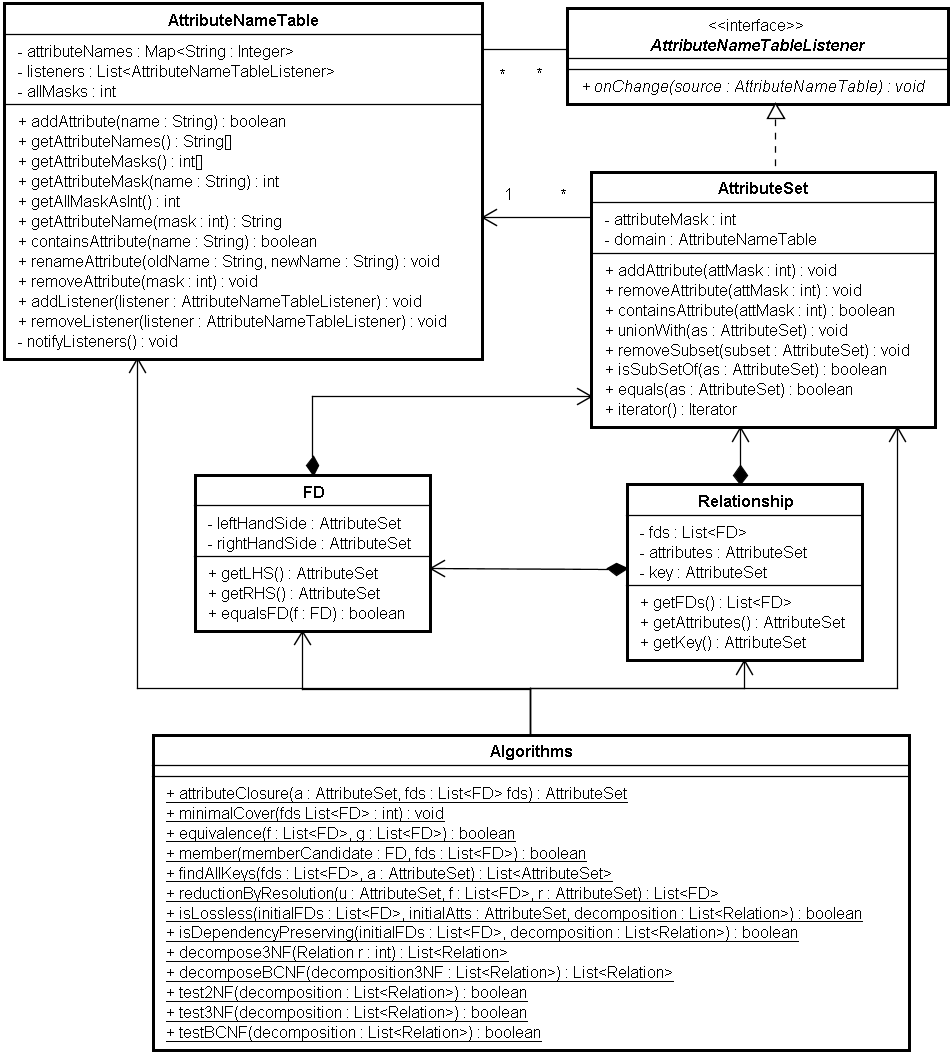 AttributeNameTable
- attributeNames : Map<String : Integer>
- listeners : List<AttributeNameTableListener>
- allMasks : int
+ addAttribute(name : String) : boolean
+ getAttributeNames() : String[]
+ getAttributeMasks() : int[]
+ getAttributeMask(name : String) : int
+ getAllMaskAsInt() : int
+ getAttributeName(mask : int) : String
+ containsAttribute(name : String) : boolean
+ renameAttribute(oldName : String, newName : String) : void
+ removeAttribute(mask : int) : void
+ addListener(listener : AttributeNameTableListener) : void
+ removeListener(listener : AttributeNameTableListener) : void
- notifyListeners() : void
* *
<<interface>>
AttributeNameTableListener
+ onChange(source : AttributeNameTable) : void
1 *
AttributeSet
- attributeMask : int
- domain : AttributeNameTable
+ addAttribute(attMask : int) : void
+ removeAttribute(attMask : int) : void
+ containsAttribute(attMask : int) : boolean
+ unionWith(as : AttributeSet) : void
+ removeSubset(subset : AttributeSet) : void
+ isSubSetOf(as : AttributeSet) : boolean
+ equals(as : AttributeSet) : boolean
+ iterator() : Iterator
FD
- leftHandSide : AttributeSet
- rightHandSide : AttributeSet
+ getLHS() : AttributeSet
+ getRHS() : AttributeSet
+ equalsFD(f : FD) : boolean
Relationship
- fds : List<FD>
- attributes : AttributeSet
- key : AttributeSet
+ getFDs() : List<FD>
+ getAttributes() : AttributeSet
+ getKey() : AttributeSet
Algorithms
+ attributeClosure(a : AttributeSet, fds : List<FD> fds) : AttributeSet
+ minimalCover(fds List<FD> : int) : void
+ equivalence(f : List<FD>, g : List<FD>) : boolean
+ member(memberCandidate : FD, fds : List<FD>) : boolean
+ findAllKeys(fds : List<FD>, a : AttributeSet) : List<AttributeSet>
+ reductionByResolution(u : AttributeSet, f : List<FD>, r : AttributeSet) : List<FD>
+ isLossless(initialFDs : List<FD>, initialAtts : AttributeSet, decomposition : List<Relation>) : boolean
+ isDependencyPreserving(initialFDs : List<FD>, decomposition : List<Relation>) : boolean
+ decompose3NF(Relation r : int) : List<Relation>
+ decomposeBCNF(decomposition3NF : List<Relation>) : List<Relation>
+ test2NF(decomposition : List<Relation>) : boolean
+ test3NF(decomposition : List<Relation>) : boolean
+ testBCNF(decomposition : List<Relation>) : boolean